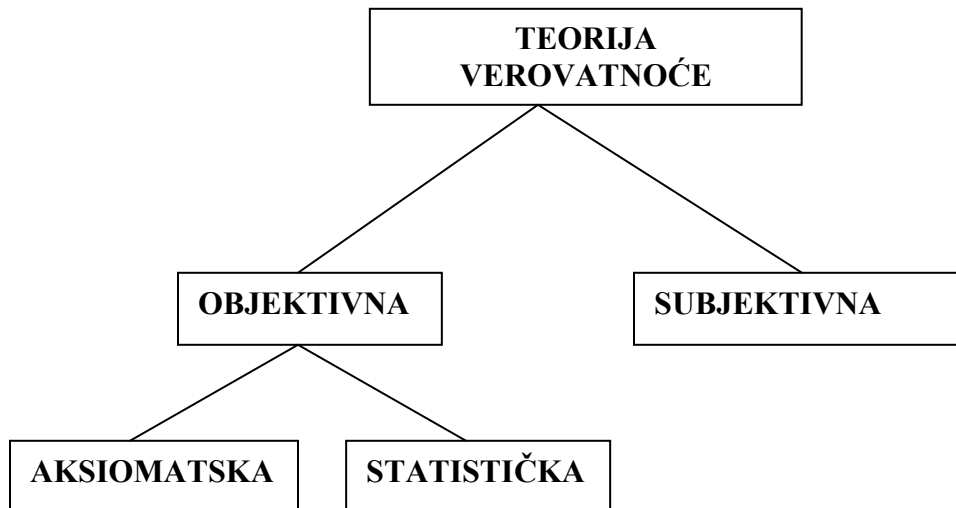 TEORIJA
VEROVATNOĆE
OBJEKTIVNA
SUBJEKTIVNA
AKSIOMATSKA
STATISTIČKA